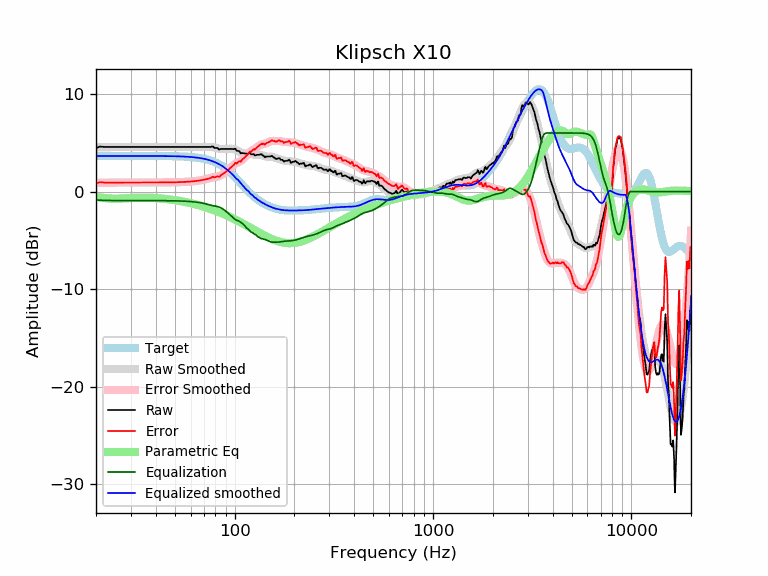 Klipsch X10
10
0
−10
−20
−30
Amplitude (dBr)
Target
Raw Smoothed
Error Smoothed
Raw
Error
Parametric Eq
Equalization
Equalized smoothed
100
1000
10000
Frequency (Hz)